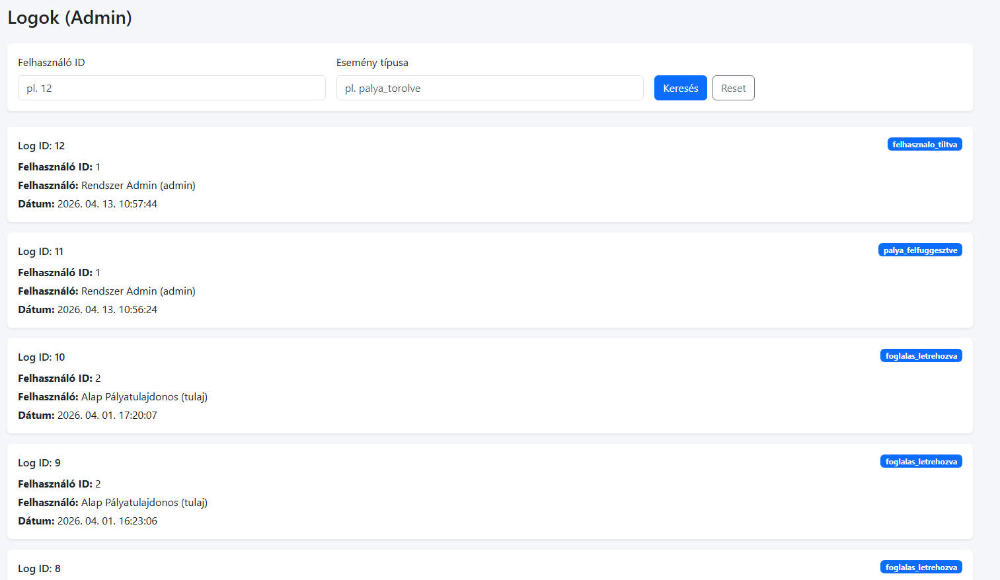 Logok (Admin)
Felhasználó ID
Esemény típusa
pl. 12
pl. palya_torolve
Keresés
Reset
Log ID: 12
felhasznalo_tiltva
Felhasználó ID: 1
Felhasználó: Rendszer Admin (admin)
Dátum: 2026. 04. 13. 10:57:44
Log ID: 11
palya_felfuggesztve
Felhasználó ID: 1
Felhasználó: Rendszer Admin (admin)
Dátum: 2026. 04. 13. 10:56:24
Log ID: 10
foglalas_letrehozva
Felhasználó ID: 2
Felhasználó: Alap Pályatulajdonos (tulaj)
Dátum: 2026. 04. 01. 17:20:07
Log ID: 9
foglalas_letrehozva
Felhasználó ID: 2
Felhasználó: Alap Pályatulajdonos (tulaj)
Dátum: 2026. 04. 01. 16:23:06
Log ID: 8
foglalas_letrehozva